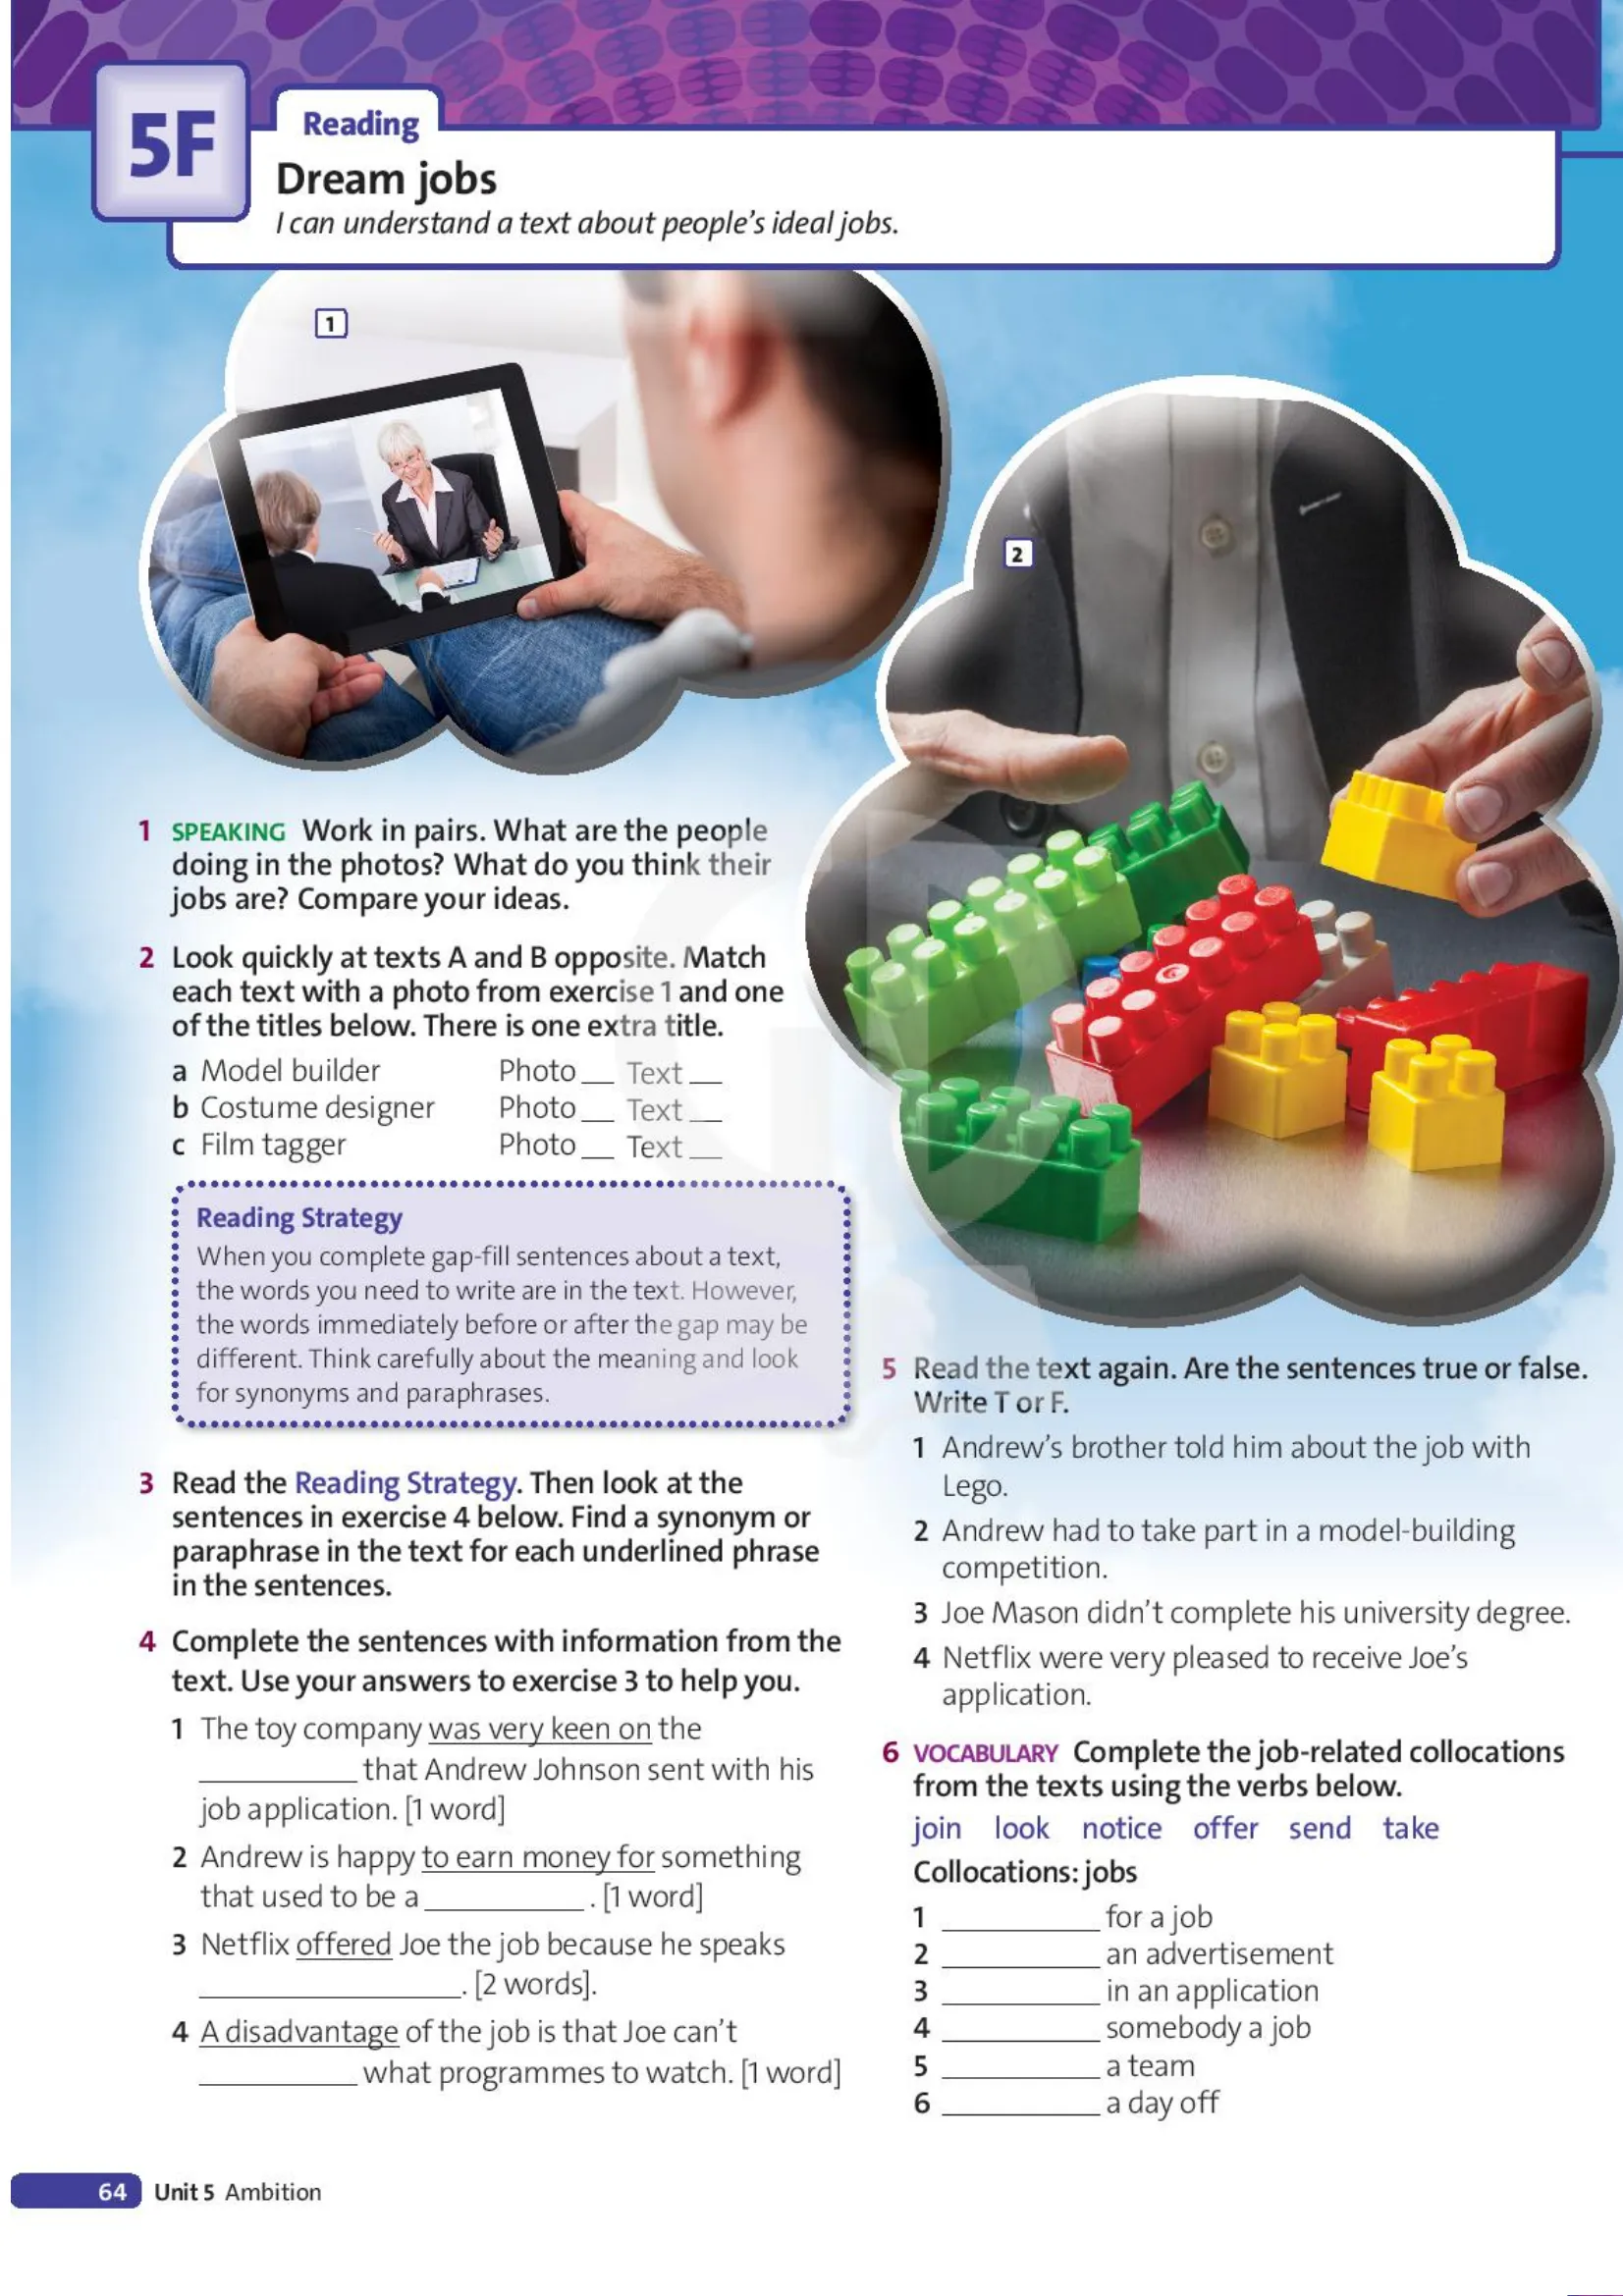 5F
Reading
Dream jobs
I can understand a text about people's ideal jobs.
1
2
1 SPEAKING Work in pairs. What are the people
doing in the photos? What do you think their
jobs are? Compare your ideas.
2 Look quickly at texts A and B opposite. Match
each text with a photo from exercise 1 and one
of the titles below. There is one extra title.
a Model builder Photo __ Text __
b Costume designer Photo __ Text __
c Film tagger Photo __ Text __
Reading Strategy
When you complete gap-fill sentences about a text,
the words you need to write are in the text. However,
the words immediately before or after the gap may be
different. Think carefully about the meaning and look
for synonyms and paraphrases.
3 Read the Reading Strategy. Then look at the
sentences in exercise 4 below. Find a synonym or
paraphrase in the text for each underlined phrase
in the sentences.
4 Complete the sentences with information from the
text. Use your answers to exercise 3 to help you.
1 The toy company was very keen on the
__________ that Andrew Johnson sent with his
job application. [1 word]
2 Andrew is happy to earn money for something
that used to be a __________ . [1 word]
3 Netflix offered Joe the job because he speaks
__________. [2 words].
4 A disadvantage of the job is that Joe can't
__________ what programmes to watch. [1 word]
5 Read the text again. Are the sentences true or false.
Write T or F.
1 Andrew's brother told him about the job with
Lego.
2 Andrew had to take part in a model-building
competition.
3 Joe Mason didn't complete his university degree.
4 Netflix were very pleased to receive Joe's
application.
6 VOCABULARY Complete the job-related collocations
from the texts using the verbs below.
join look notice offer send take
Collocations: jobs
1 __________ for a job
2 __________ an advertisement
3 __________ in an application
4 __________ somebody a job
5 __________ a team
6 __________ a day off
64 Unit 5 Ambition